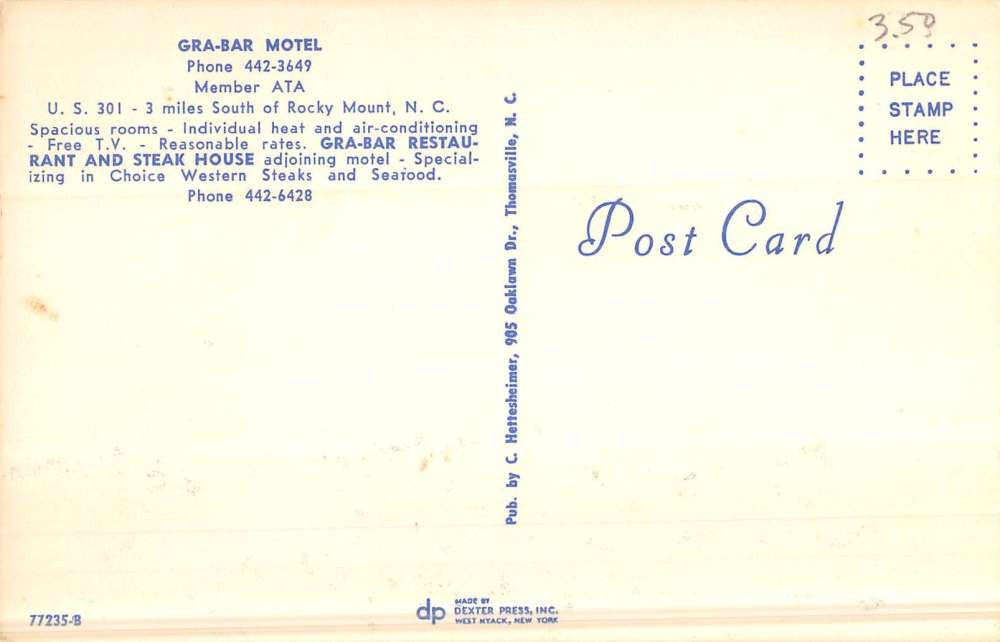 GRA-BAR MOTEL
Phone 442-3649
Member ATA
U. S. 301 - 3 miles South of Rocky Mount, N. C.
Spacious rooms - Individual heat and air-conditioning
- Free T.V. - Reasonable rates. GRA-BAR RESTAU-
RANT AND STEAK HOUSE adjoining motel - Special-
izing in Choice Western Steaks and Seafood.
Phone 442-6428
Pub. by C. Hettesheimer, 905 Oaklawn Dr., Thomasville, N. C.
3.50
PLACE
STAMP
HERE
Post Card
77235-B
dp
MADE BY
DEXTER PRESS, INC.
WEST NYACK, NEW YORK